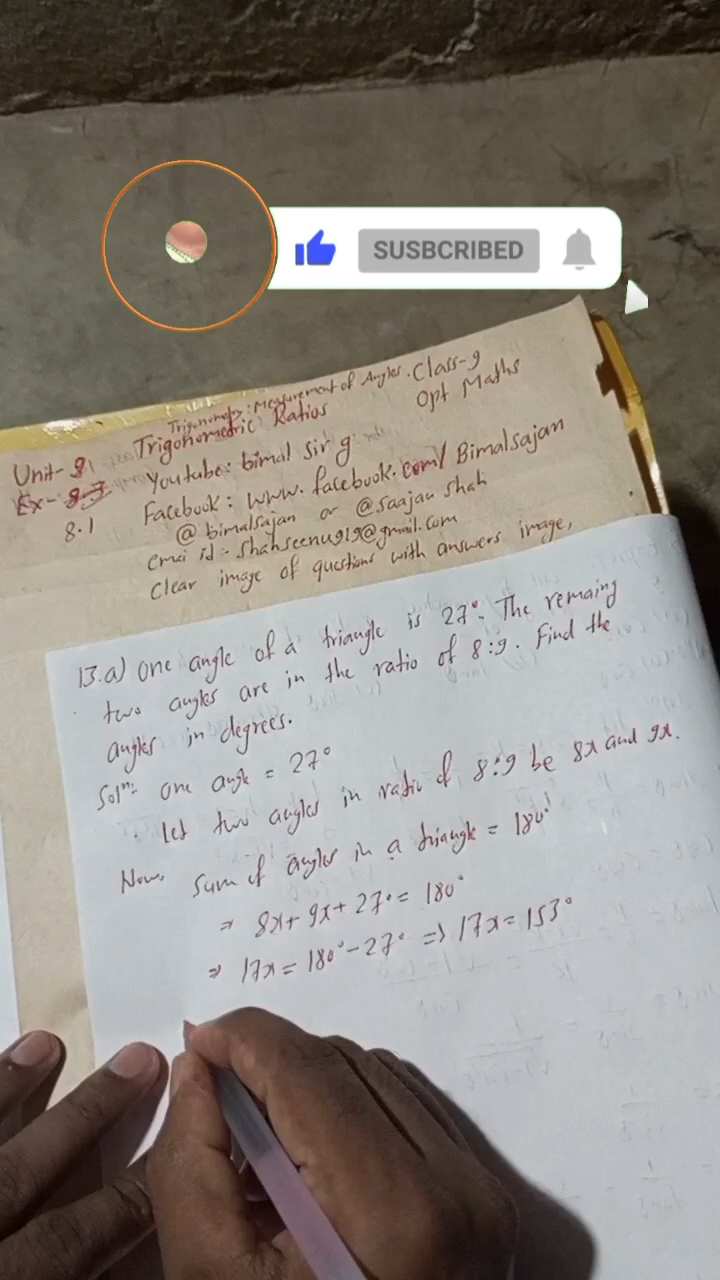 SUSBCRIBED
Trigonometry: Measurement of Angles. Class-9
Unit-9 Trigonometric Ratios Opt Maths
Ex-8.3 Youtube: bimal sir g
8.1 Facebook: www.facebook.com/Bimalsajan
@bimalsajan or @saajan shah
emai id:- shahseenu919@gmail.com
Clear image of questions with answers image,
13.a) One angle of a triangle is 27°. The remaing
two angles are in the ratio of 8:9. Find the
angles in degrees.
Solⁿ: One angle = 27°
Let two angles in ratio of 8:9 be 8x and 9x.
Now, Sum of angles in a triangle = 180°
⇒ 8x+9x+27°=180°
⇒ 17x=180°-27° ⇒ 17x=153°